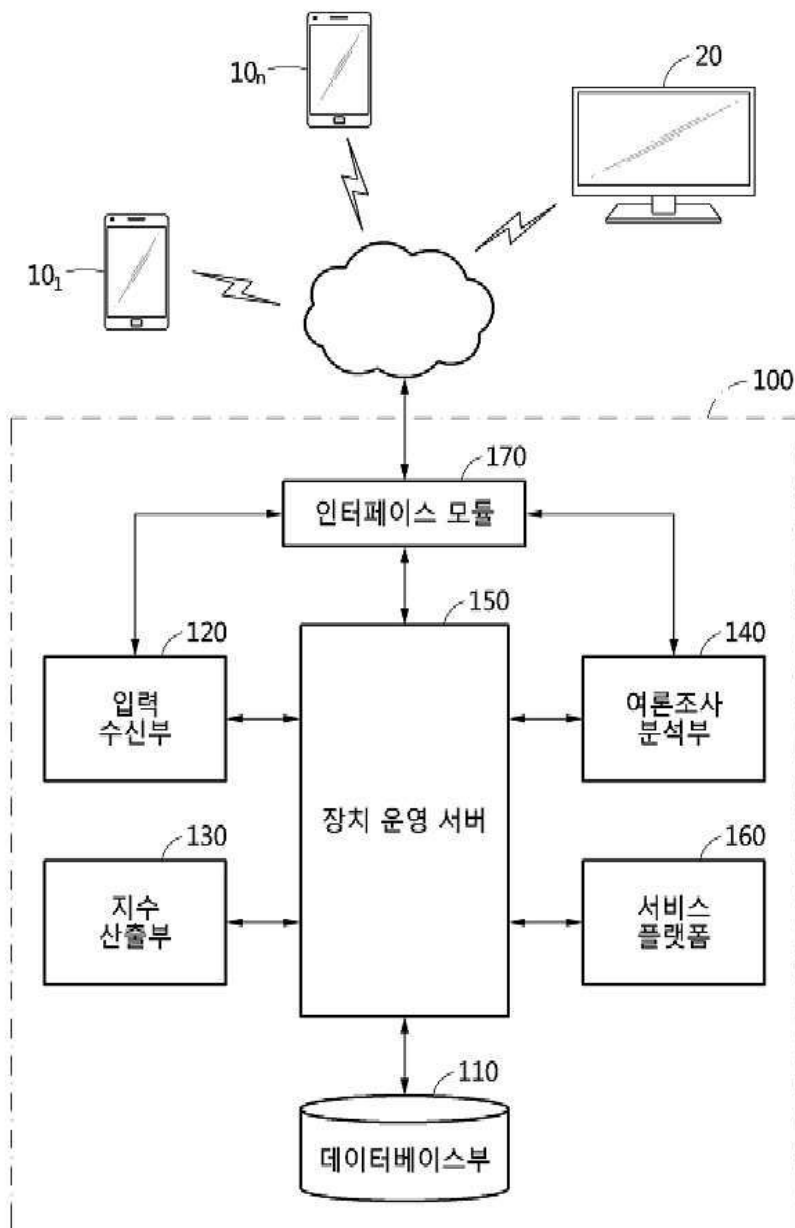 10n
20
10₁
100
170
인터페이스 모듈
150
120
140
입력
수신부
여론조사
분석부
장치 운영 서버
130
160
지수
산출부
서비스
플랫폼
110
데이터베이스부